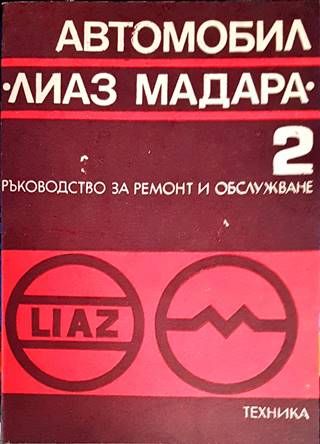 АВТОМОБИЛ
·ЛИАЗ МАДАРА·
2
РЪКОВОДСТВО ЗА РЕМОНТ И ОБСЛУЖВАНЕ
LIAZ
ТЕХНИКА